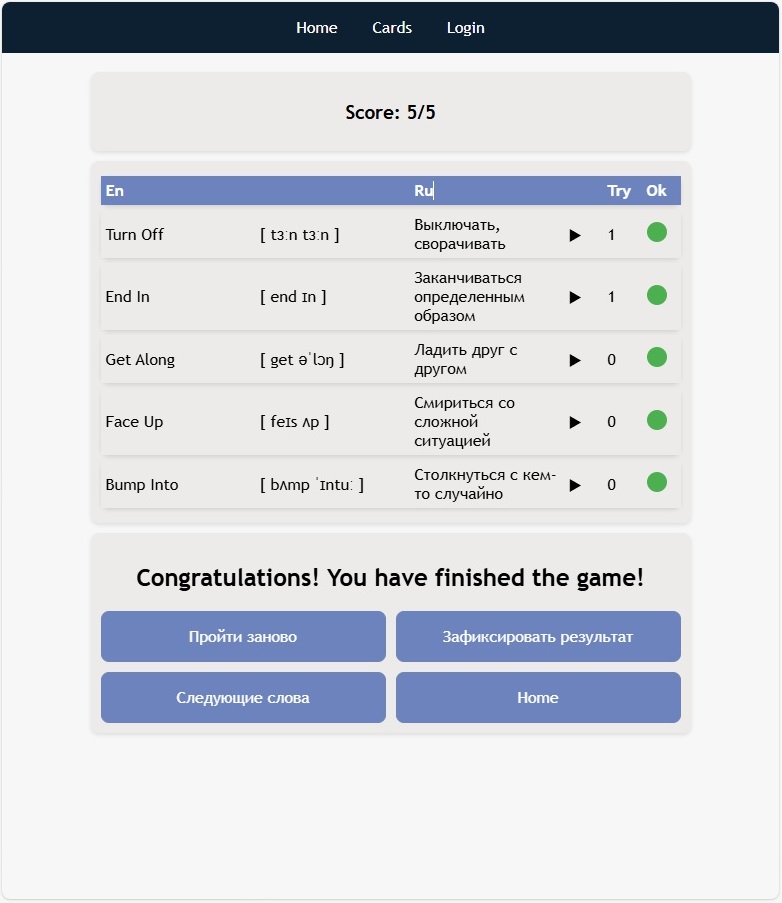 Home Cards Login
Score: 5/5
En Ru Try Ok
Turn Off [ tɜːn tɜːn ] Выключать, 1
сворачивать
Заканчиваться
End In [ end ɪn ] определенным 1
образом
Get Along [ get əˈlɔŋ ] Ладить друг с 0
другом
Смириться со
Face Up [ feɪs ʌp ] сложной 0
ситуацией
Bump Into [ bʌmp ˈɪntuː ] Столкнуться с кем- 0
то случайно
Congratulations! You have finished the game!
Пройти заново Зафиксировать результат
Следующие слова Home